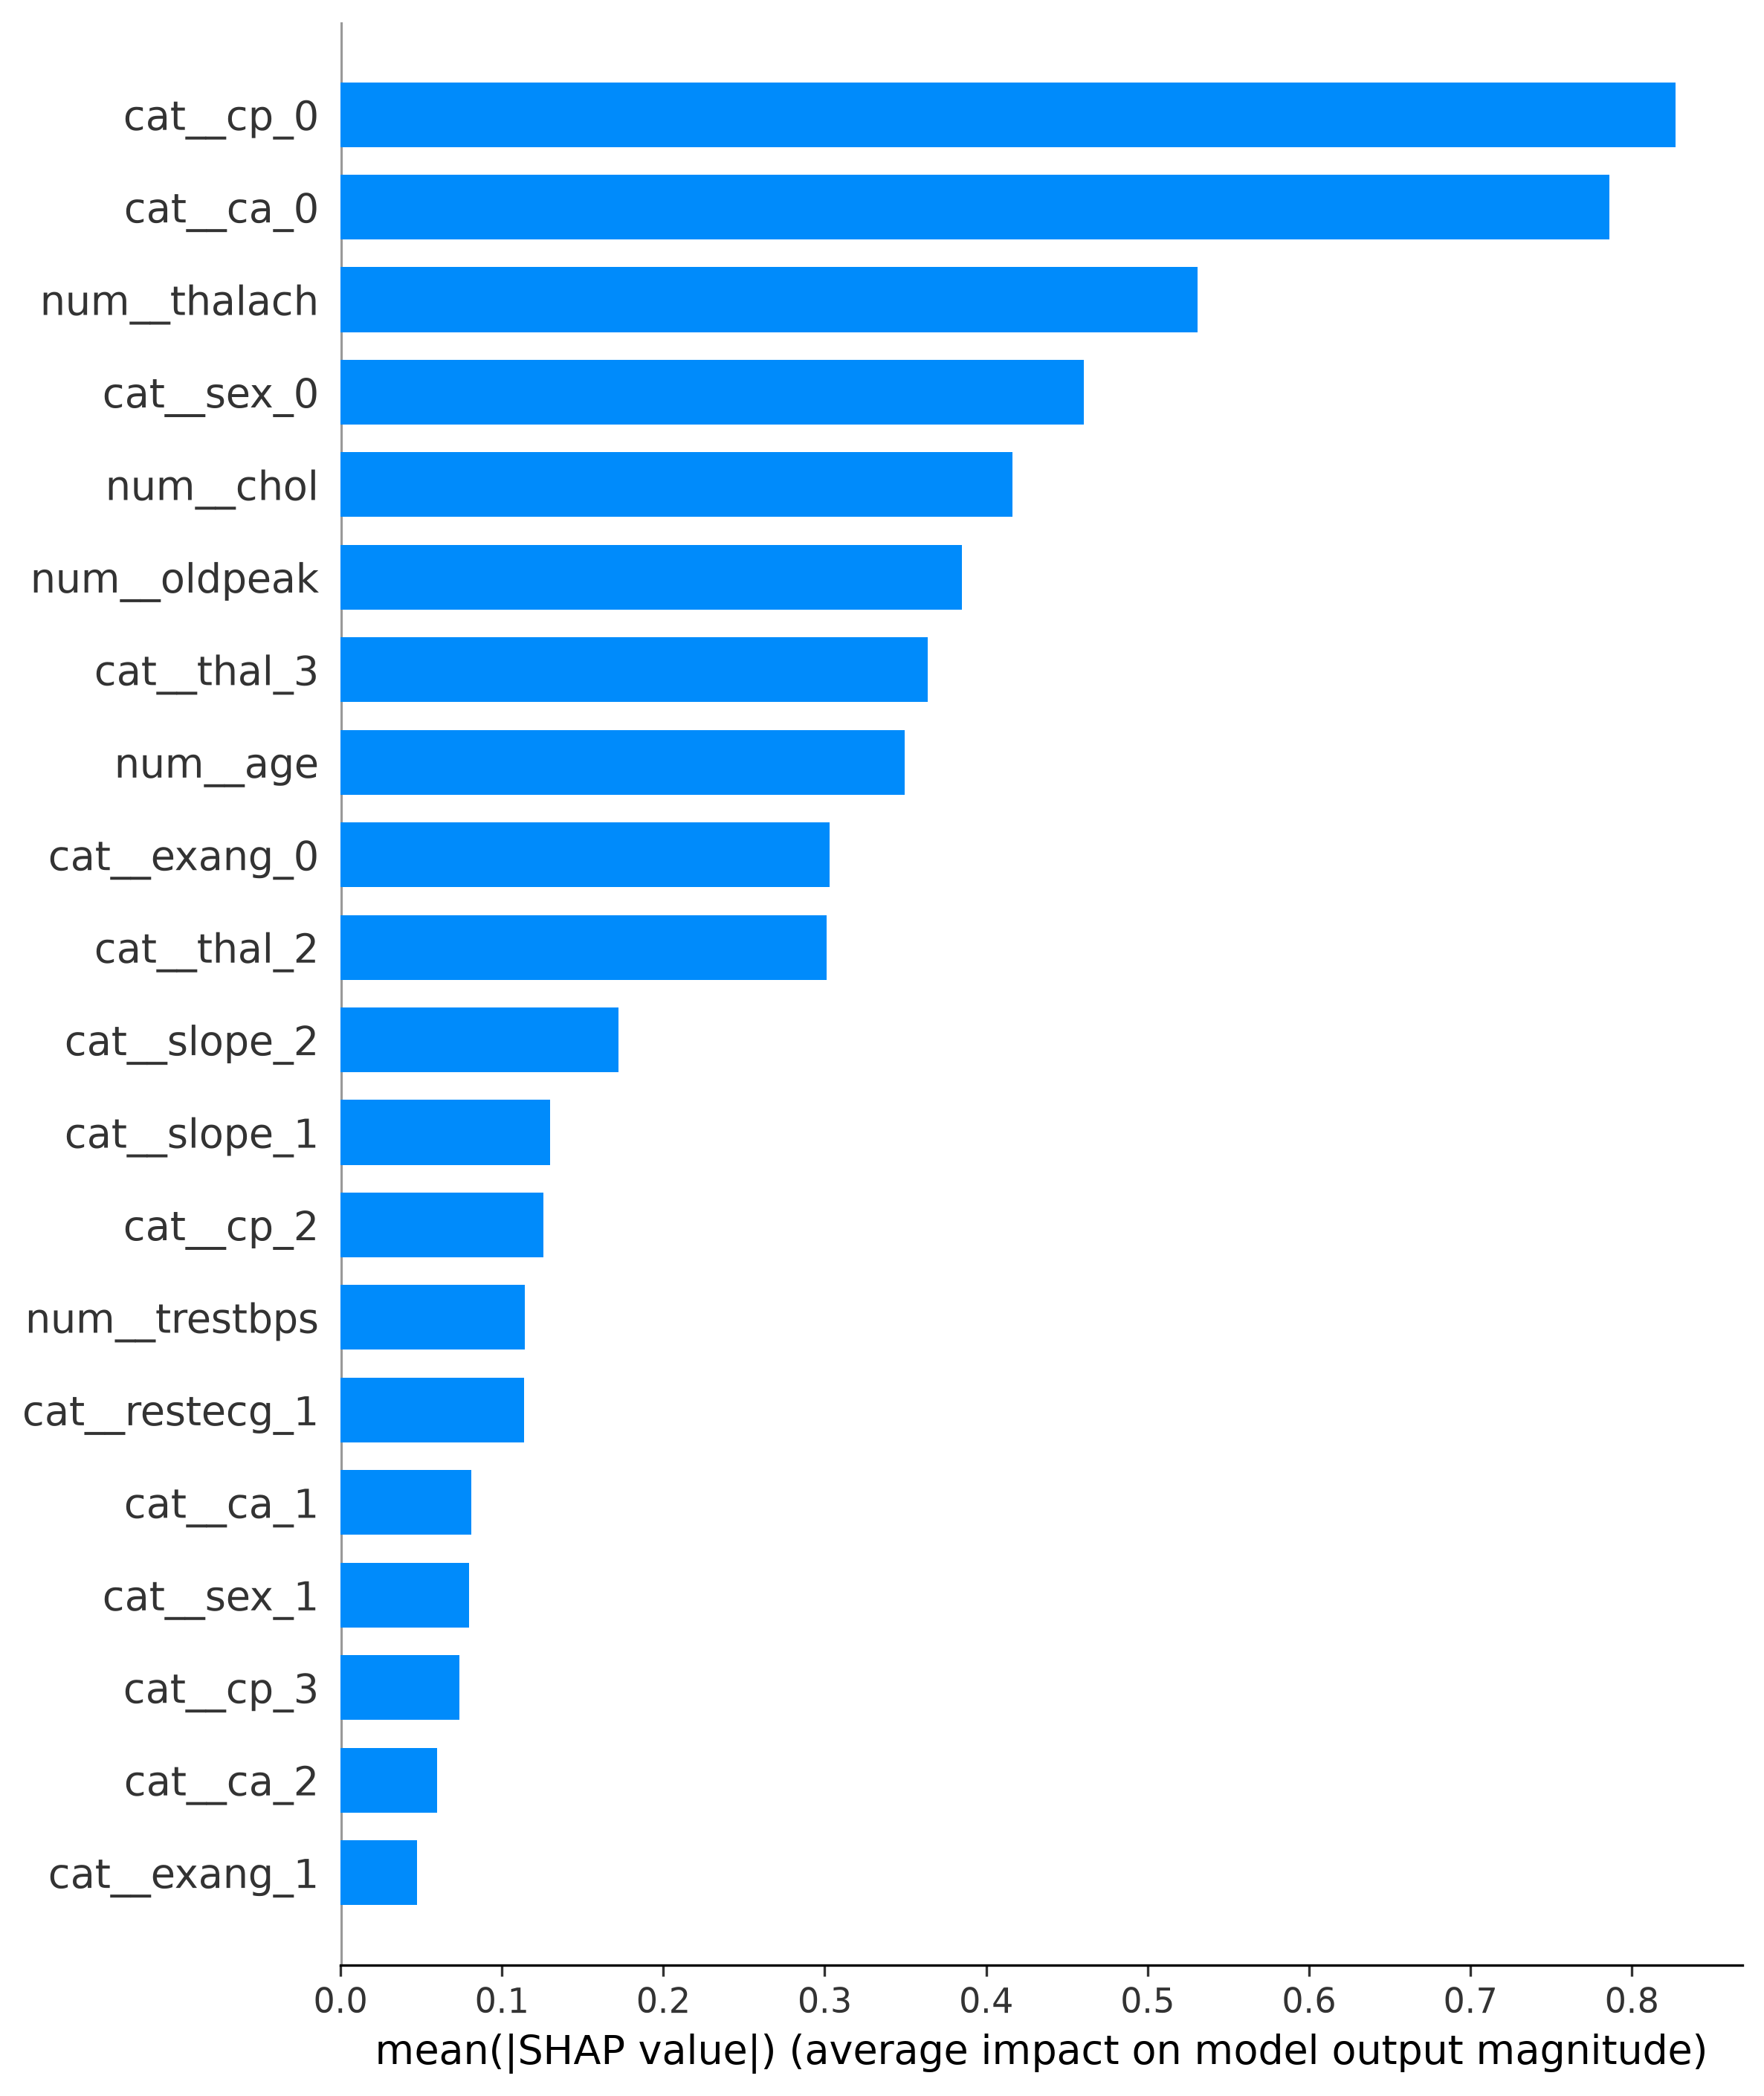 cat__cp_0
cat__ca_0
num__thalach
cat__sex_0
num__chol
num__oldpeak
cat__thal_3
num__age
cat__exang_0
cat__thal_2
cat__slope_2
cat__slope_1
cat__cp_2
num__trestbps
cat__restecg_1
cat__ca_1
cat__sex_1
cat__cp_3
cat__ca_2
cat__exang_1
0.0 0.1 0.2 0.3 0.4 0.5 0.6 0.7 0.8
mean(|SHAP value|) (average impact on model output magnitude)